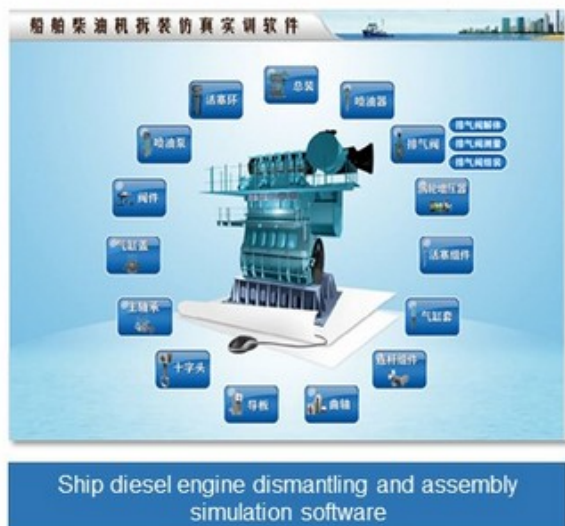 船舶柴油机拆装仿真实训软件
总装
活塞环
喷油器
喷油泵
排气阀
排气阀解体
排气阀测量
排气阀组装
阀件
涡轮增压器
气缸盖
活塞组件
主轴承
气缸套
十字头
连杆组件
导板
曲轴
Ship diesel engine dismantling and assembly
simulation software